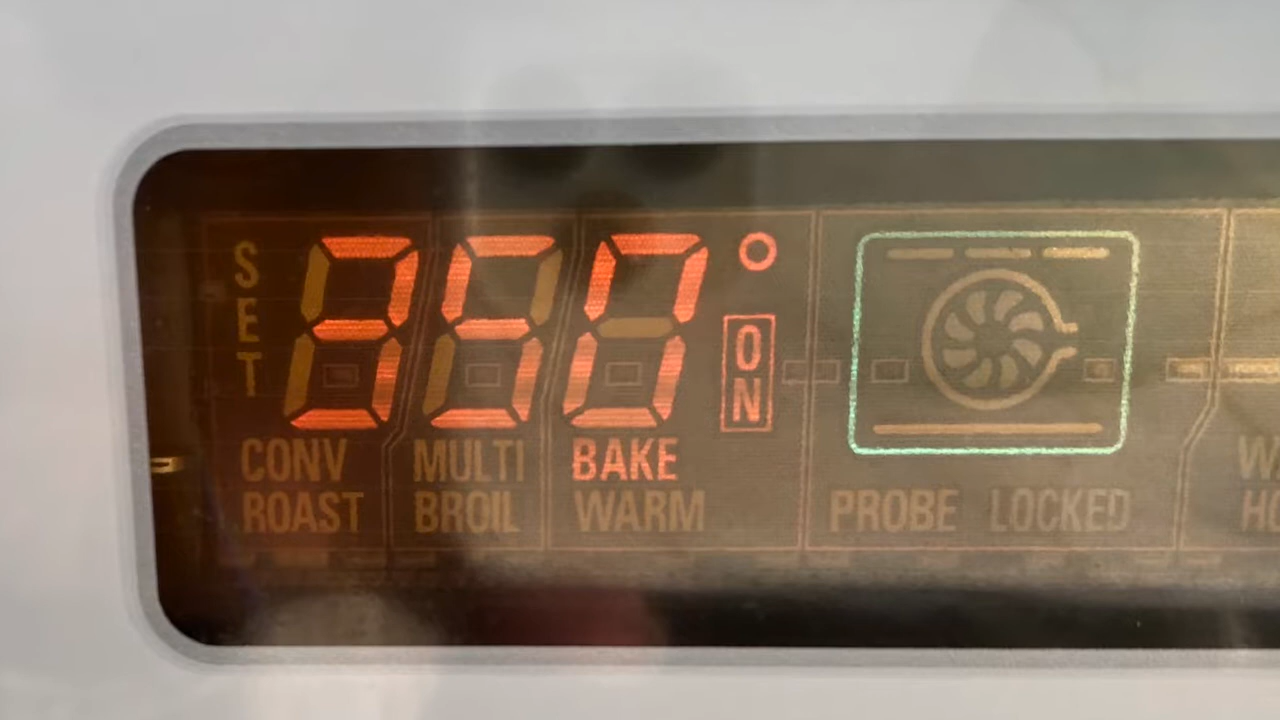 SET
350°
ON
CONV MULTI BAKE
ROAST BROIL WARM PROBE LOCKED